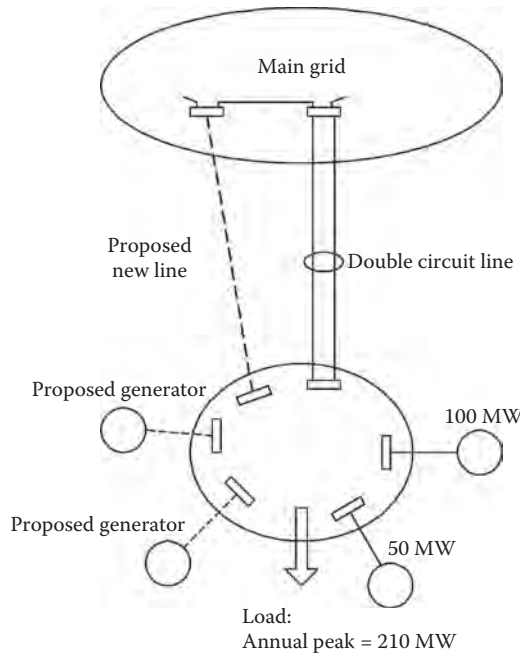 Main grid
Proposed
new line
Double circuit line
Proposed generator
100 MW
Proposed generator
50 MW
Load:
Annual peak = 210 MW